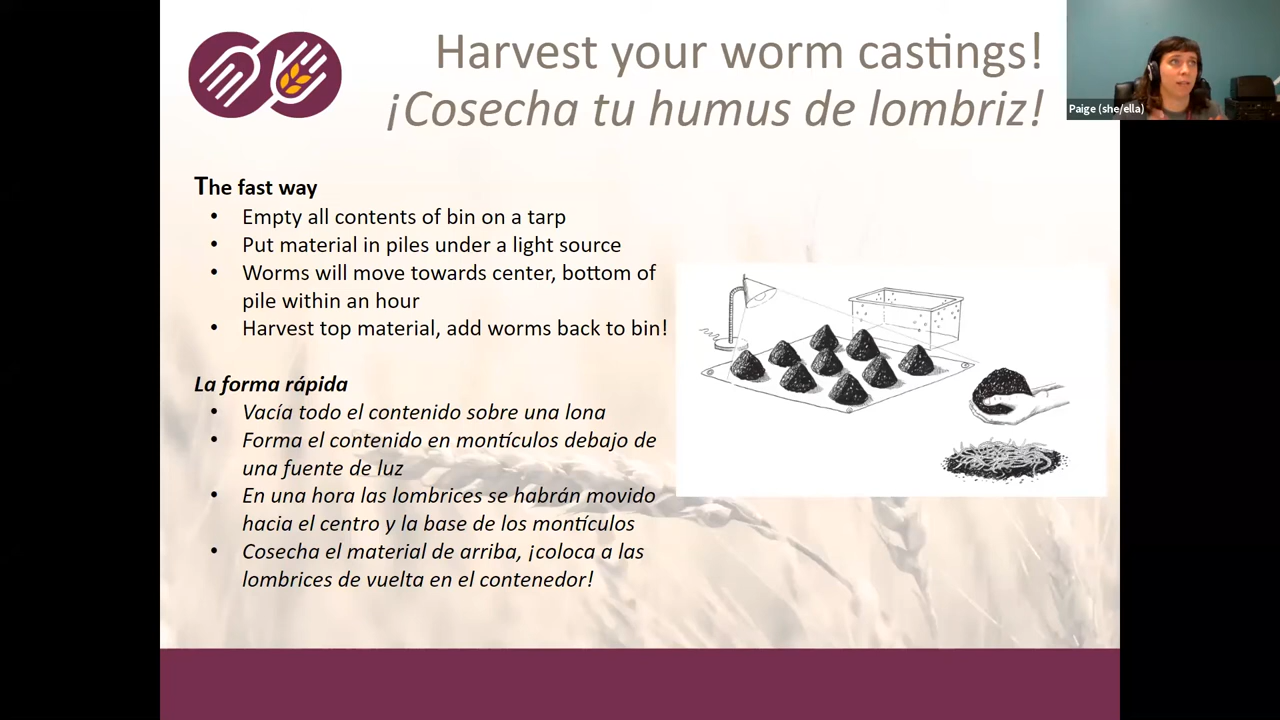 Harvest your worm castings!
¡Cosecha tu humus de lombriz!
Paige (she/ella)
The fast way
• Empty all contents of bin on a tarp
• Put material in piles under a light source
• Worms will move towards center, bottom of
pile within an hour
• Harvest top material, add worms back to bin!
La forma rápida
• Vacía todo el contenido sobre una lona
• Forma el contenido en montículos debajo de
una fuente de luz
• En una hora las lombrices se habrán movido
hacia el centro y la base de los montículos
• Cosecha el material de arriba, ¡coloca a las
lombrices de vuelta en el contenedor!